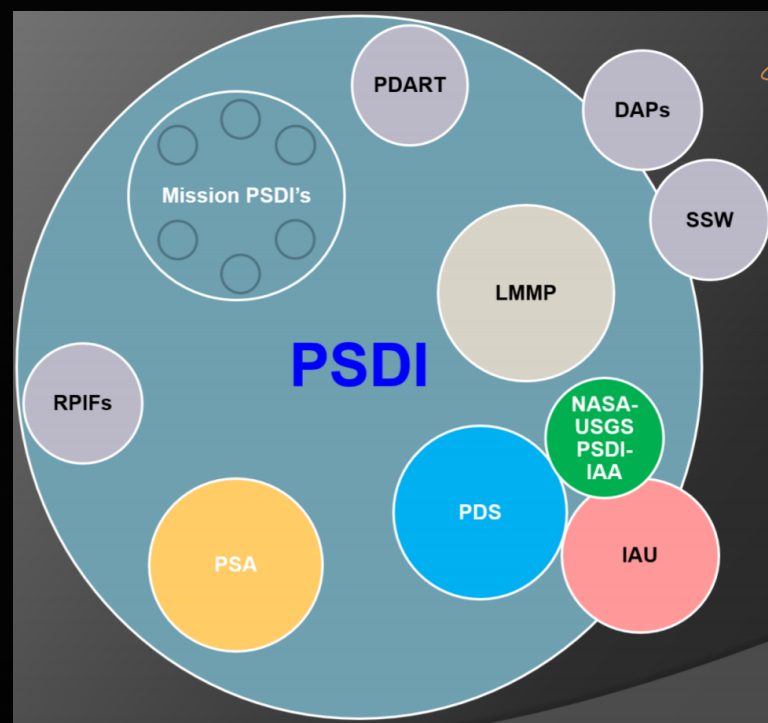 PDART
DAPs
Mission PSDI's
SSW
LMMP
PSDI
RPIFs
NASA-
USGS
PSDI-
IAA
PDS
IAU
PSA